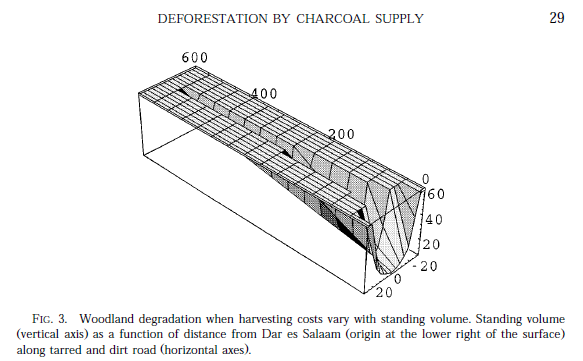 DEFORESTATION BY CHARCOAL SUPPLY 29
600
400
200
0
60
40
20
-20
0
20
FIG. 3. Woodland degradation when harvesting costs vary with standing volume. Standing volume
(vertical axis) as a function of distance from Dar es Salaam (origin at the lower right of the surface)
along tarred and dirt road (horizontal axes).